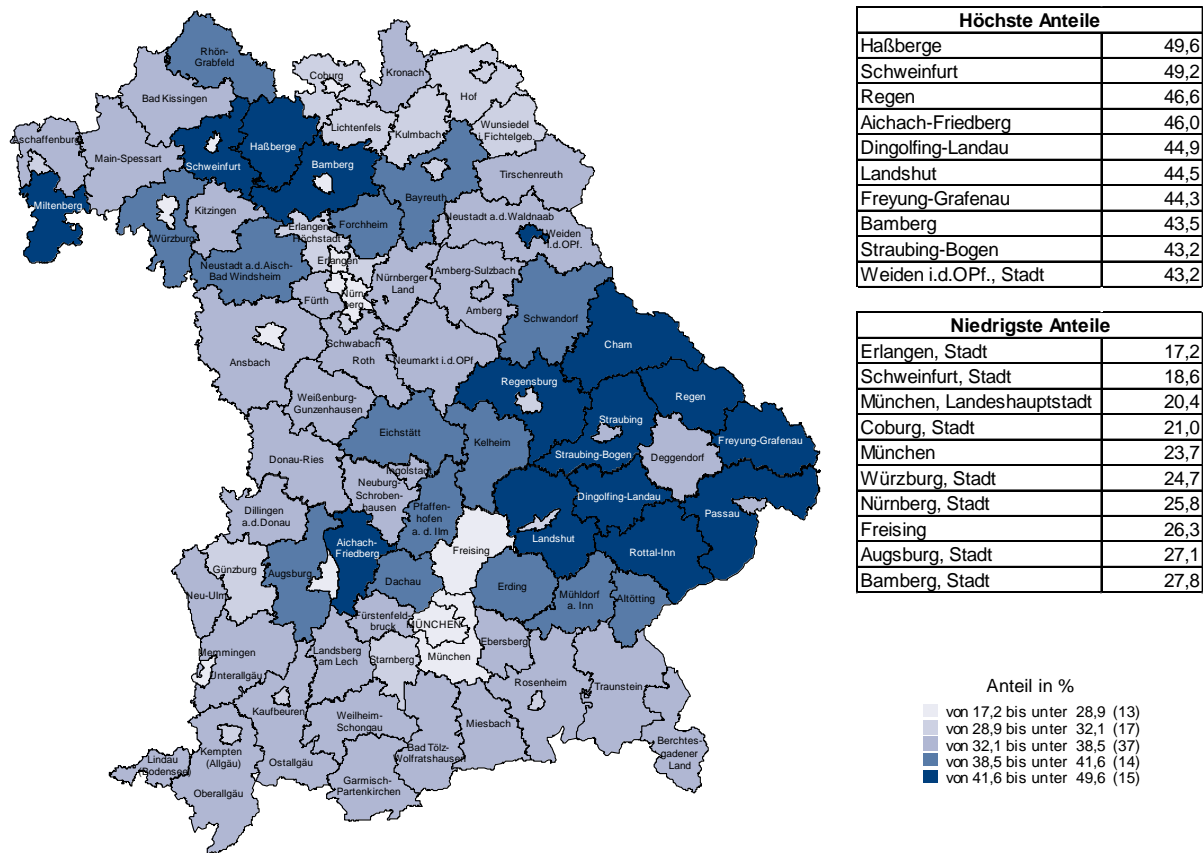 Höchste Anteile
Haßberge 49,6
Schweinfurt 49,2
Regen 46,6
Aichach-Friedberg 46,0
Dingolfing-Landau 44,9
Landshut 44,5
Freyung-Grafenau 44,3
Bamberg 43,5
Straubing-Bogen 43,2
Weiden i.d.OPf., Stadt 43,2
Niedrigste Anteile
Erlangen, Stadt 17,2
Schweinfurt, Stadt 18,6
München, Landeshauptstadt 20,4
Coburg, Stadt 21,0
München 23,7
Würzburg, Stadt 24,7
Nürnberg, Stadt 25,8
Freising 26,3
Augsburg, Stadt 27,1
Bamberg, Stadt 27,8
Anteil in %
von 17,2 bis unter 28,9 (13)
von 28,9 bis unter 32,1 (17)
von 32,1 bis unter 38,5 (37)
von 38,5 bis unter 41,6 (14)
von 41,6 bis unter 49,6 (15)
Rhön-
Grabfeld
Coburg
Kronach
Hof
Bad Kissingen
Lichtenfels
Kulmbach
Wunsiedel
i.Fichtelgeb.
Aschaffenburg
Main-Spessart
Schweinfurt
Haßberge
Bamberg
Bayreuth
Tirschenreuth
Miltenberg
Würzburg
Kitzingen
Erlangen-
Höchstadt
Forchheim
Neustadt a.d.Waldnaab
Weiden
i.d.OPf.
Neustadt a.d.Aisch-
Bad Windsheim
Erlangen
Nürn-
berg
Fürth
Nürnberger
Land
Amberg-Sulzbach
Amberg
Schwandorf
Cham
Ansbach
Schwabach
Roth
Neumarkt i.d.OPf.
Weißenburg-
Gunzenhausen
Regensburg
Regen
Straubing
Straubing-Bogen
Freyung-Grafenau
Deggendorf
Eichstätt
Kelheim
Donau-Ries
Ingolstadt
Neuburg-
Schroben-
hausen
Dingolfing-Landau
Passau
Dillingen
a.d.Donau
Pfaffen-
hofen
a. d. Ilm
Landshut
Rottal-Inn
Aichach-
Friedberg
Freising
Günzburg
Augsburg
Dachau
Erding
Mühldorf
a. Inn
Altötting
Neu-Ulm
Fürstenfeld-
bruck
MÜNCHEN
München
Ebersberg
Memmingen
Unterallgäu
Landsberg
am Lech
Starnberg
Rosenheim
Traunstein
Kaufbeuren
Weilheim-
Schongau
Miesbach
Berchtes-
gadener
Land
Lindau
(Bodensee)
Kempten
(Allgäu)
Ostallgäu
Bad Tölz-
Wolfratshausen
Oberallgäu
Garmisch-
Partenkirchen